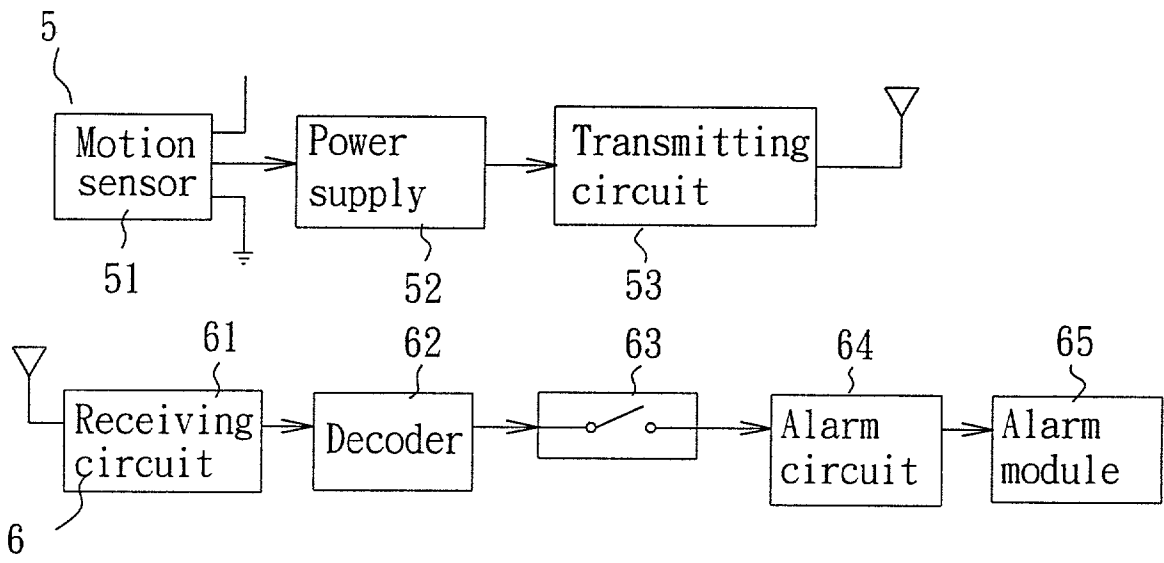 5
Motion
sensor
51
Power
supply
52
Transmitting
circuit
53
61
Receiving
circuit
6
62
Decoder
63
64
Alarm
circuit
65
Alarm
module